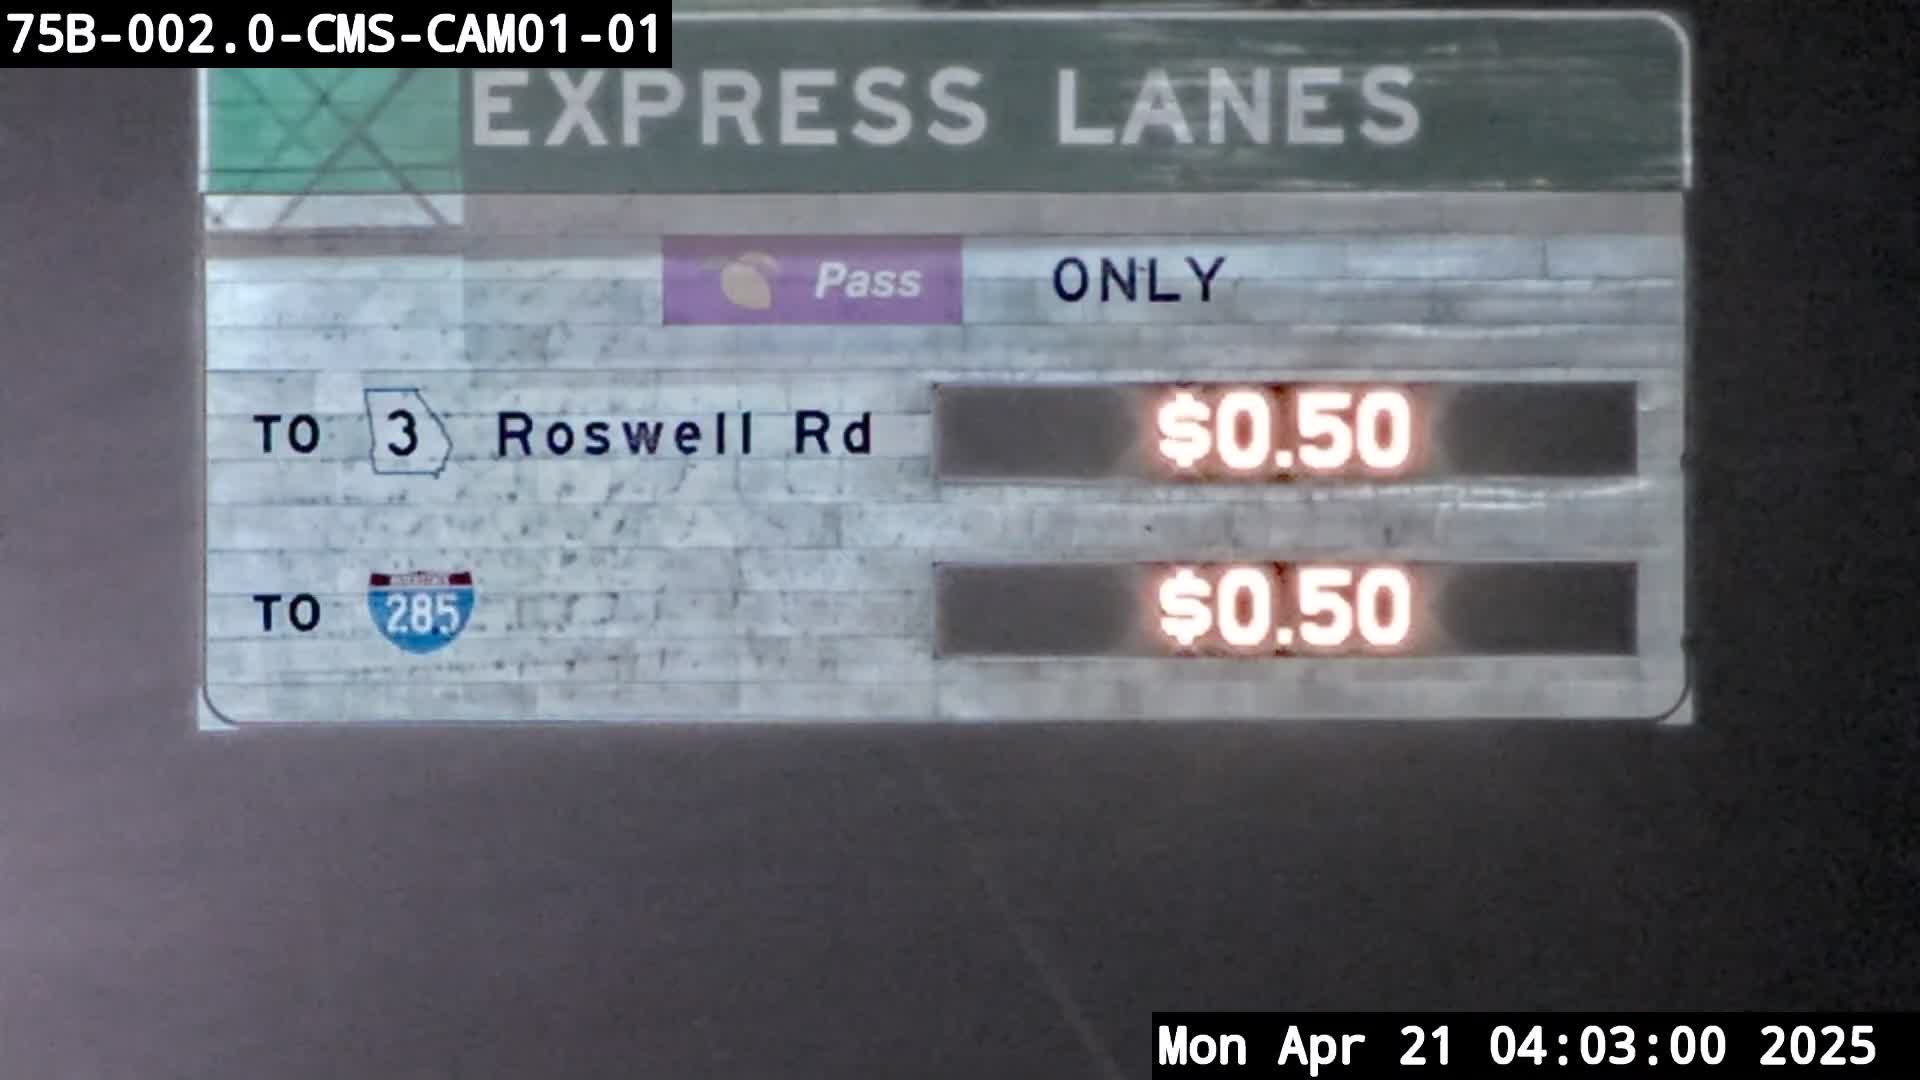 75B-002.0-CMS-CAM01-01
EXPRESS LANES
Pass ONLY
TO 3 Roswell Rd $0.50
TO 285 $0.50
Mon Apr 21 04:03:00 2025